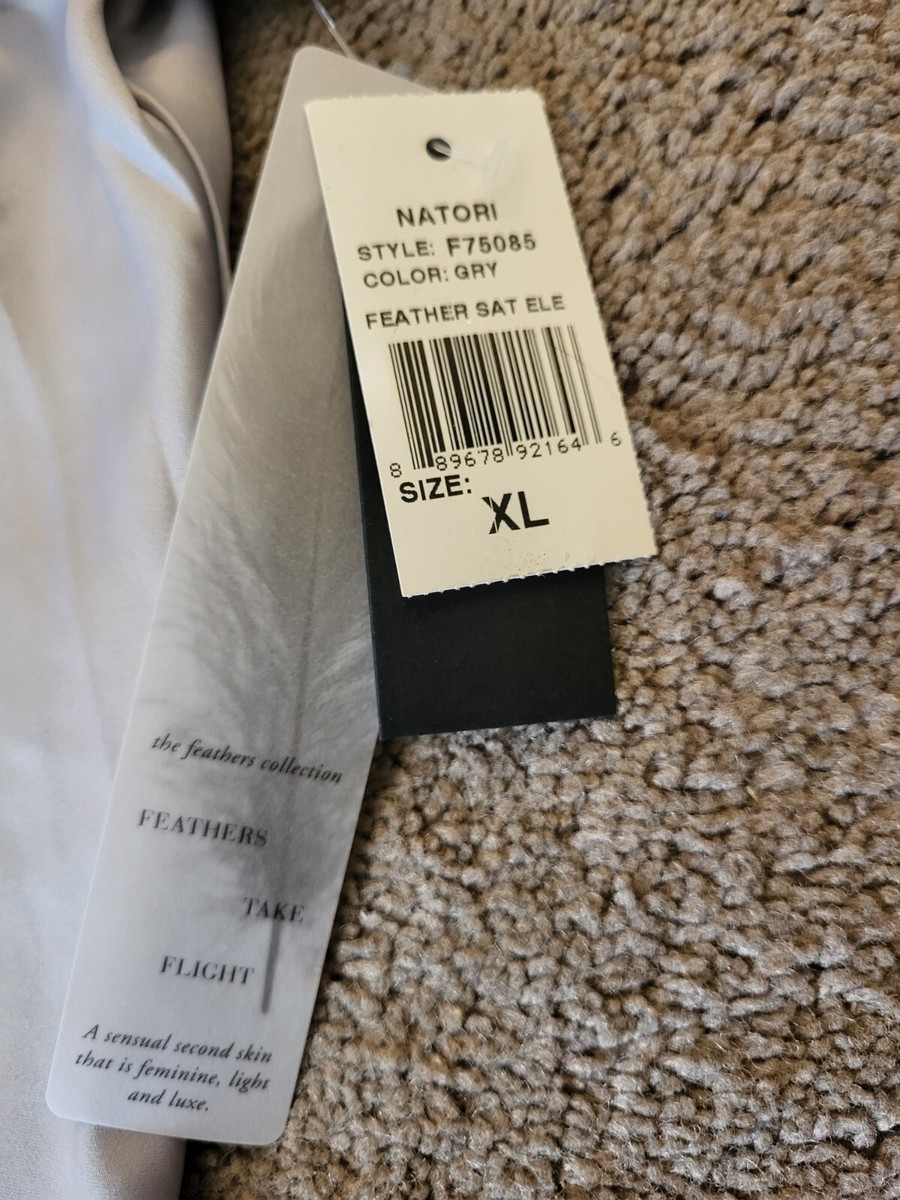 NATORI
STYLE: F75085
COLOR: GRY
FEATHER SAT ELE
8 89678 92164 6
SIZE:
XL
the feathers collection
FEATHERS
TAKE
FLIGHT
A sensual second skin
that is feminine, light
and luxe.